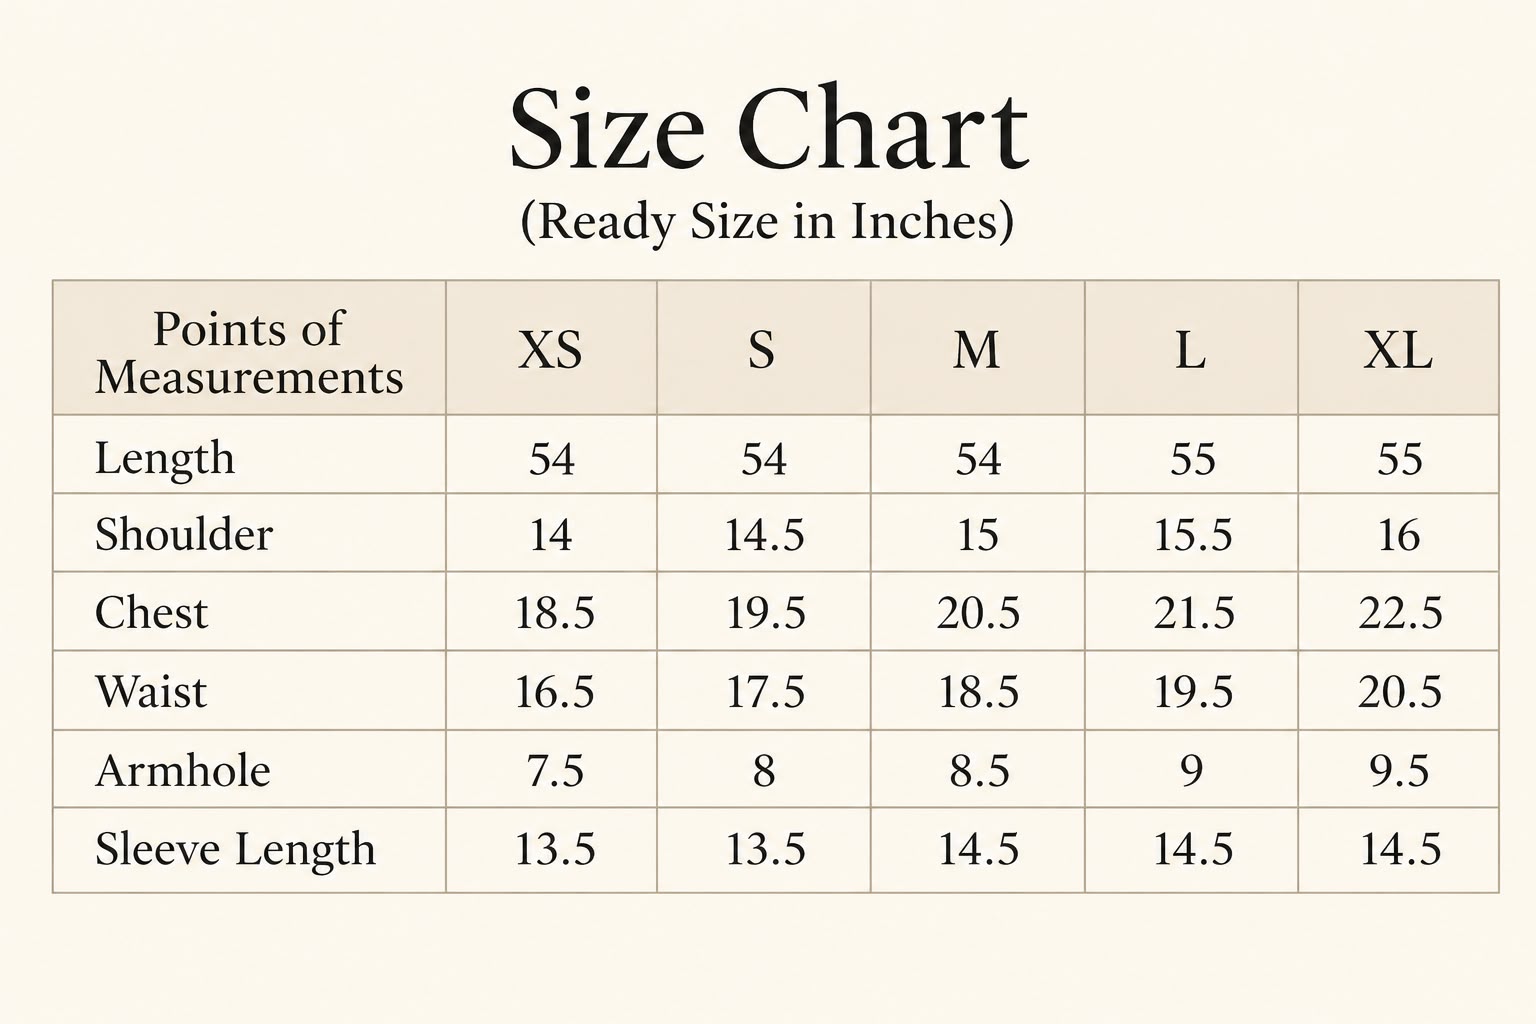 Size Chart
(Ready Size in Inches)
Points of
Measurements XS S M L XL
Length 54 54 54 55 55
Shoulder 14 14.5 15 15.5 16
Chest 18.5 19.5 20.5 21.5 22.5
Waist 16.5 17.5 18.5 19.5 20.5
Armhole 7.5 8 8.5 9 9.5
Sleeve Length 13.5 13.5 14.5 14.5 14.5